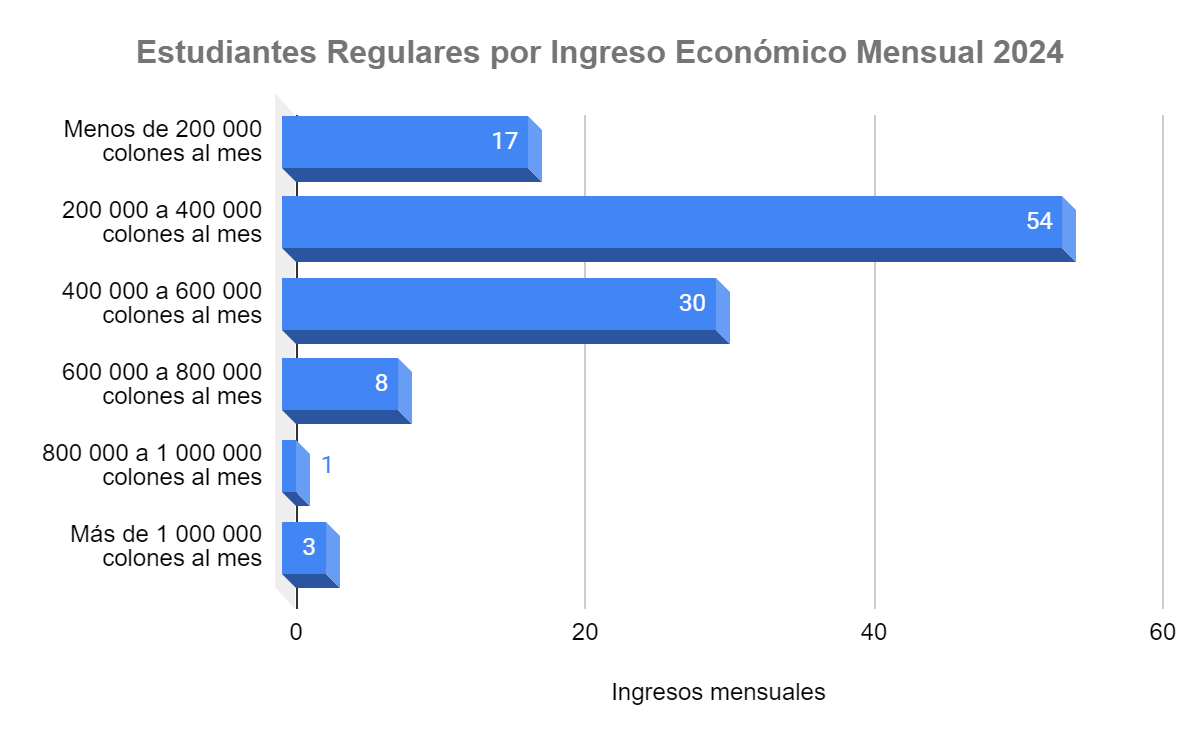 Estudiantes Regulares por Ingreso Económico Mensual 2024
Menos de 200 000
colones al mes
17
200 000 a 400 000
colones al mes
54
400 000 a 600 000
colones al mes
30
600 000 a 800 000
colones al mes
8
800 000 a 1 000 000
colones al mes
1
Más de 1 000 000
colones al mes
3
0 20 40 60
Ingresos mensuales